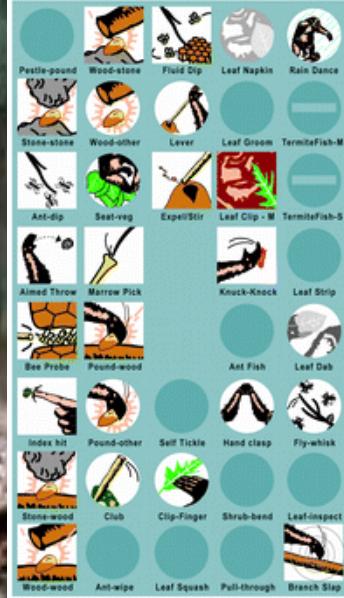 Pestle-pound Wood-stone Fluid Dip Leaf Napkin Rain Dance
Stone-stone Wood-other Lever Leaf Groom TermiteFish-M
Ant-dip Seat-veg Expel/Stir Leaf Clip - M TermiteFish-S
Aimed Throw Marrow Pick Knuck-Knock Leaf Strip
Bee Probe Pound-wood Ant Fish Leaf Dab
Index hit Pound-other Self Tickle Hand clasp Fly-whisk
Stone-wood Club Clip-Finger Shrub-bend Leaf-inspect
Wood-wood Ant-wipe Leaf Squash Pull-through Branch Slap